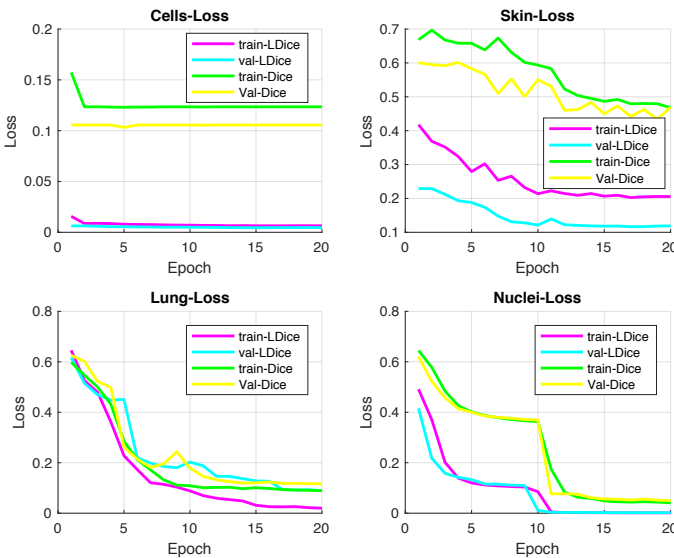 Cells-Loss
0.2
0.15
0.1
0.05
0
0
5
10
15
20
Loss
Epoch
train-LDice
val-LDice
train-Dice
Val-Dice
Skin-Loss
0.7
0.6
0.5
0.4
0.3
0.2
0.1
0
5
10
15
20
Loss
Epoch
train-LDice
val-LDice
train-Dice
Val-Dice
Lung-Loss
0.8
0.6
0.4
0.2
0
0
5
10
15
20
Loss
Epoch
train-LDice
val-LDice
train-Dice
Val-Dice
Nuclei-Loss
0.8
0.6
0.4
0.2
0
0
5
10
15
20
Loss
Epoch
train-LDice
val-LDice
train-Dice
Val-Dice